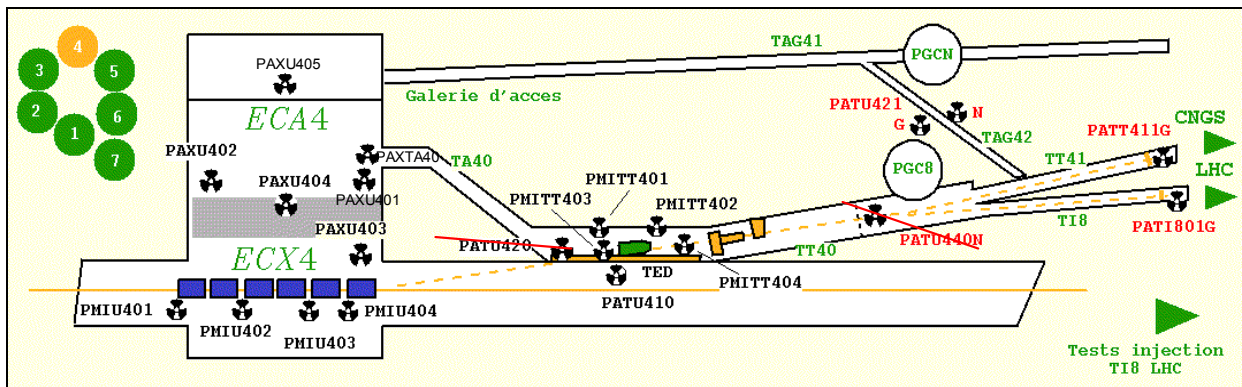 4
3
5
2
6
1
7
PAXU405
TAG41
PGCN
Galerie d'acces
ECA4
PATU421
G
N
TAG42
CNGS
PATT411G
LHC
PAXU402
PAXTA40
TA40
PGC8
TT41
PAXU404
PAXU401
PMITT401
PMITT403
PMITT402
TI8
PATI801G
PAXU403
PATU420
PATU440N
TT40
ECX4
TED
PMITT404
PATU410
PMIU401
PMIU402
PMIU403
PMIU404
Tests injection
TI8 LHC